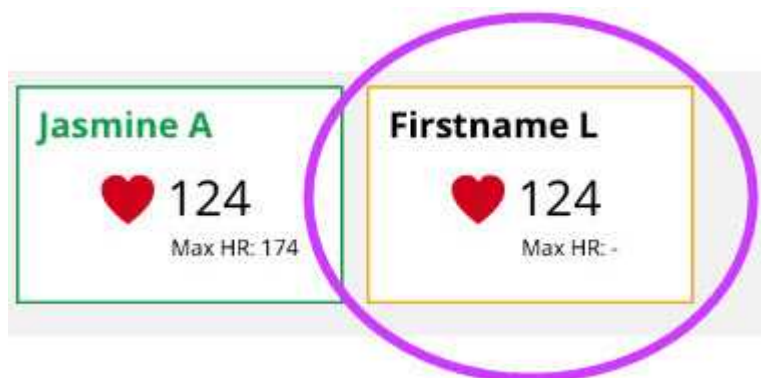 Jasmine A
124
Max HR: 174
Firstname L
124
Max HR: -